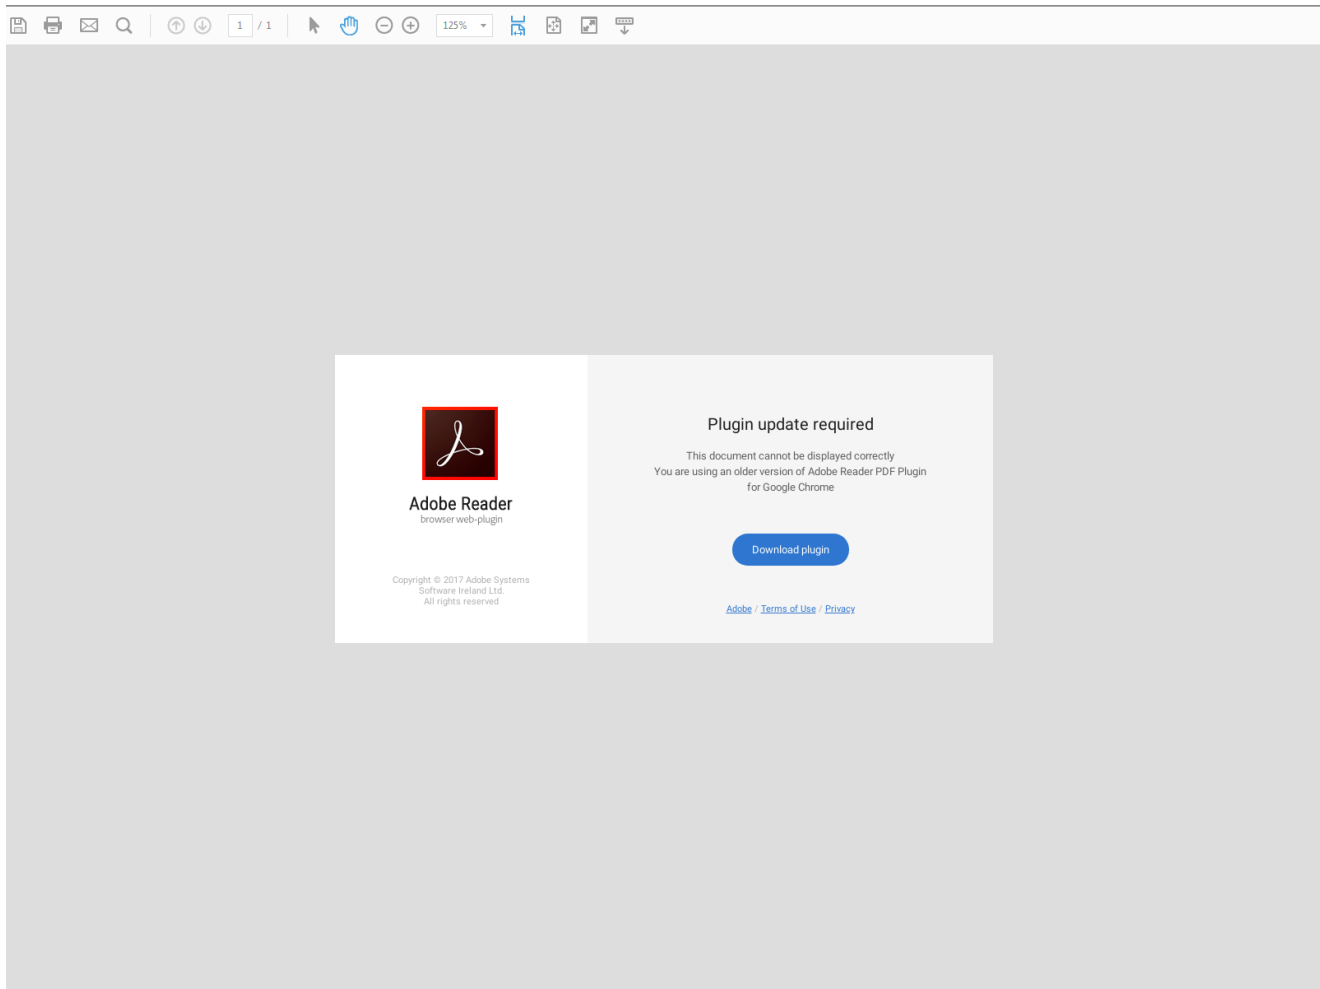 1 / 1
125%
Adobe Reader
browser web-plugin
Copyright © 2017 Adobe Systems
Software Ireland Ltd.
All rights reserved
Plugin update required
This document cannot be displayed correctly
You are using an older version of Adobe Reader PDF Plugin
for Google Chrome
Download plugin
Adobe / Terms of Use / Privacy